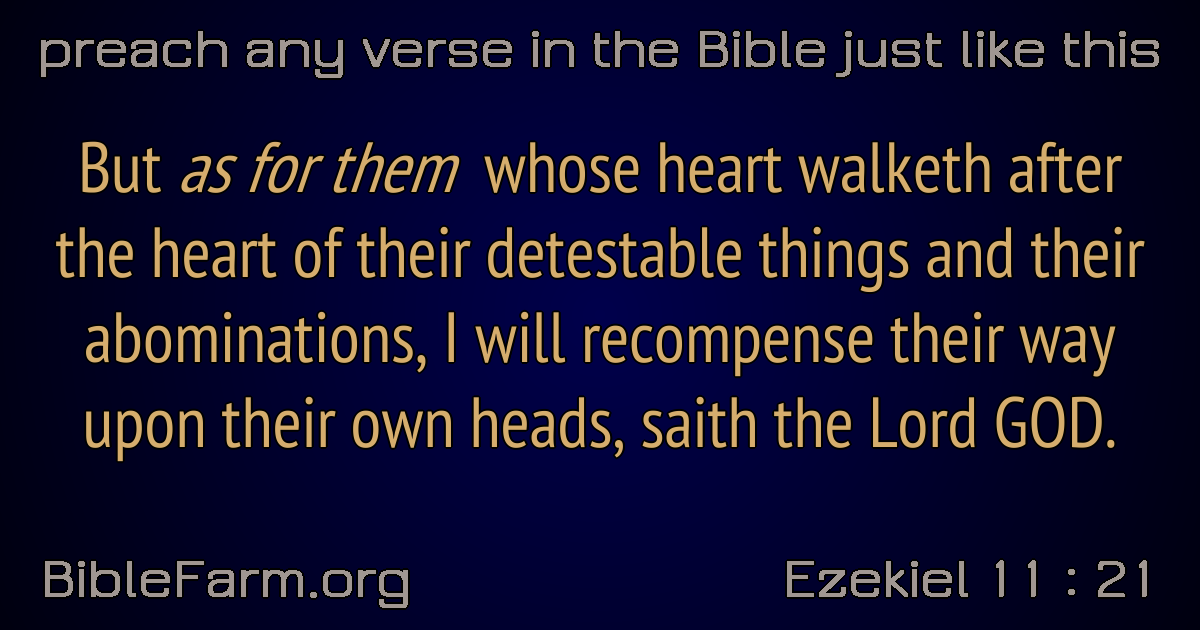 preach any verse in the Bible just like this
But as for them whose heart walketh after
the heart of their detestable things and their
abominations, I will recompense their way
upon their own heads, saith the Lord GOD.
BibleFarm.org
Ezekiel 11 : 21